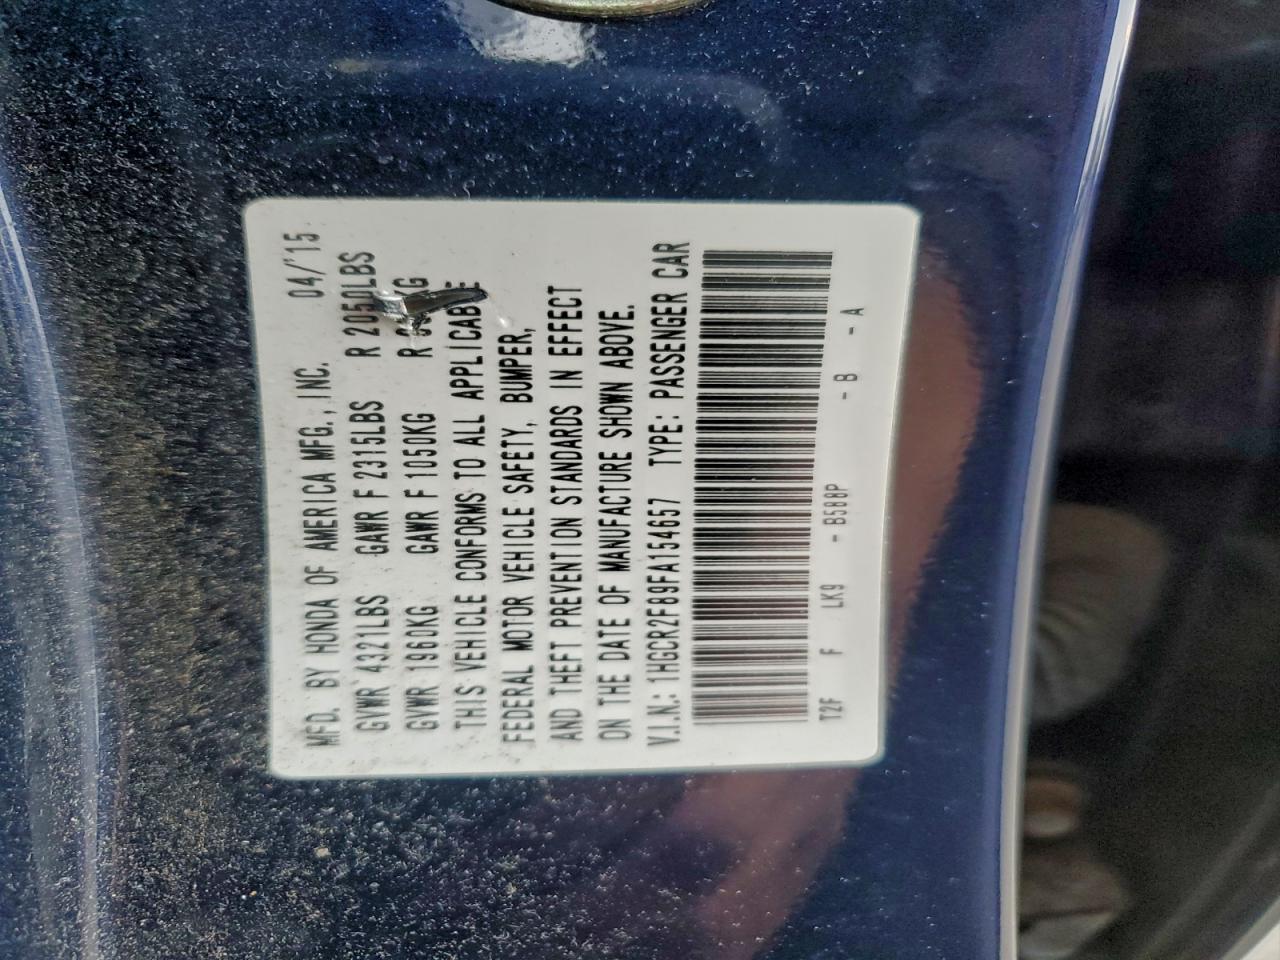 MFD. BY HONDA OF AMERICA MFG., INC. 04/'15
GVWR 4321LBS GAWR F 2315LBS R 2050LBS
GVWR 1960KG GAWR F 1050KG R
THIS VEHICLE CONFORMS TO ALL APPLICABLE
FEDERAL MOTOR VEHICLE SAFETY, BUMPER,
AND THEFT PREVENTION STANDARDS IN EFFECT
ON THE DATE OF MANUFACTURE SHOWN ABOVE.
V.I.N.: 1HGCR2F89FA154657 TYPE: PASSENGER CAR
T2F F LK9 - B588P - B - A